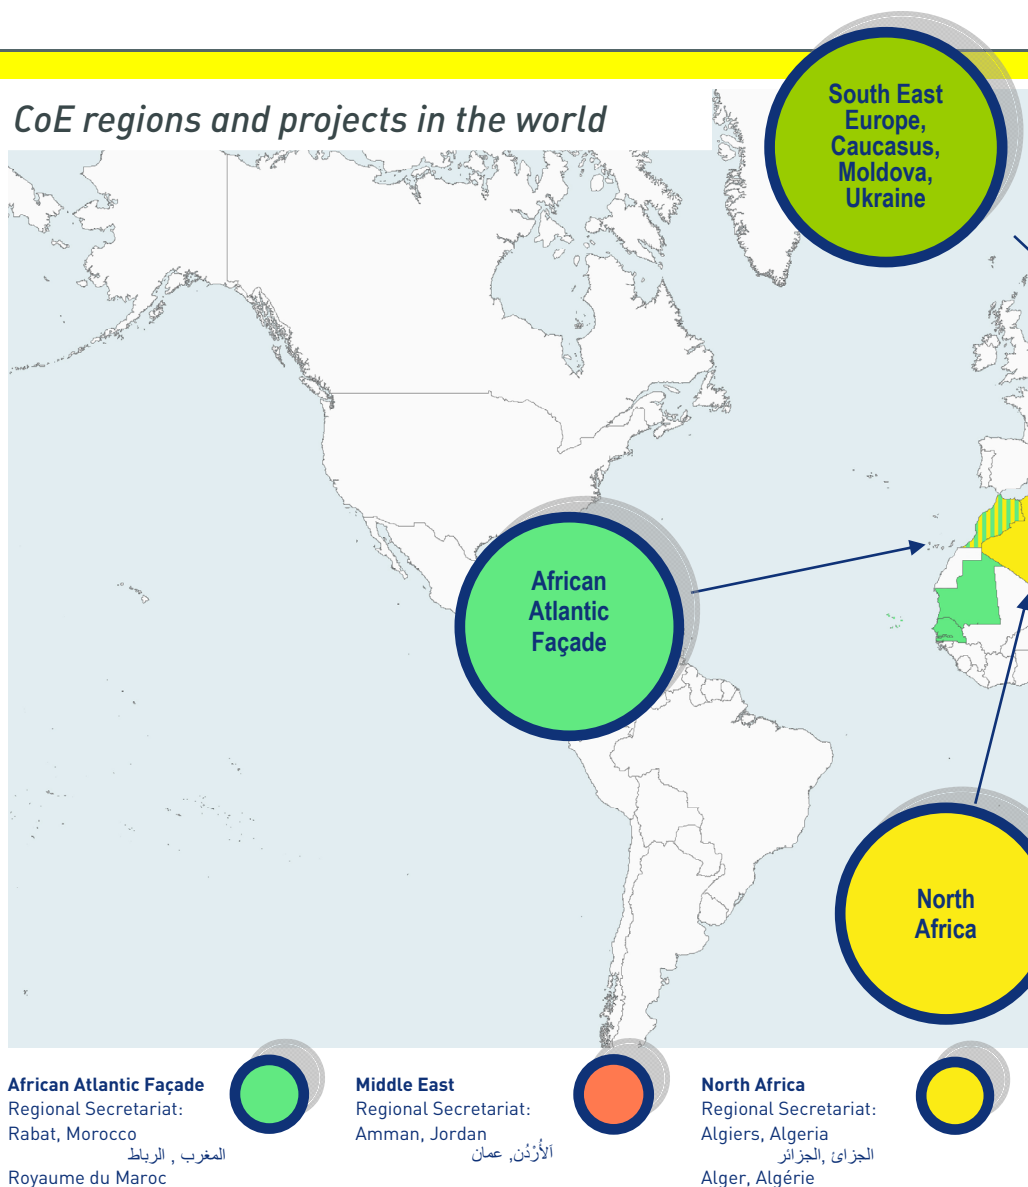 CoE regions and projects in the world
South East
Europe,
Caucasus,
Moldova,
Ukraine
African
Atlantic
Façade
North
Africa
African Atlantic Façade
Regional Secretariat:
Rabat, Morocco
المغرب , الرباط
Royaume du Maroc
Middle East
Regional Secretariat:
Amman, Jordan
اَلأُرْدُن, عمان
North Africa
Regional Secretariat:
Algiers, Algeria
الجزائ ,الجزائر
Alger, Algérie